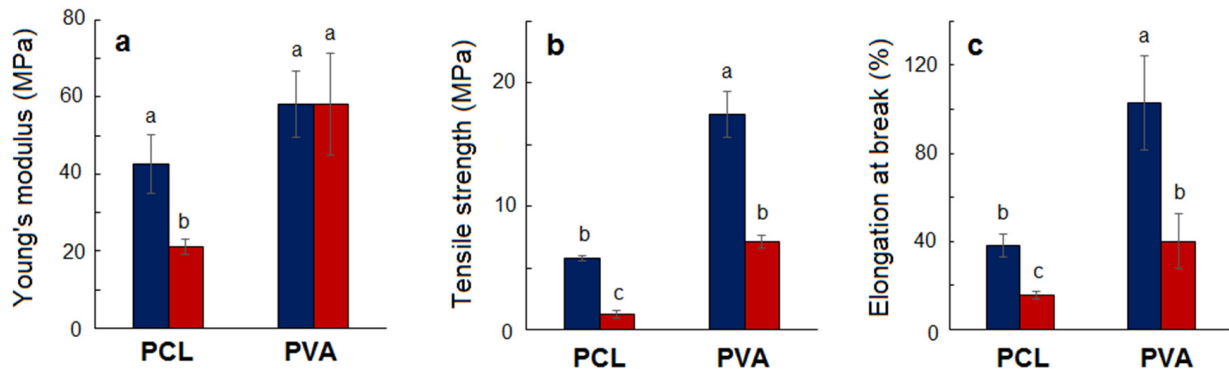 Young's modulus (MPa)
80
60
40
20
0
a
a
b
a
a
PCL PVA
Tensile strength (MPa)
20
10
0
b
b
c
a
b
PCL PVA
Elongation at break (%)
120
80
40
0
c
b
c
a
b
PCL PVA